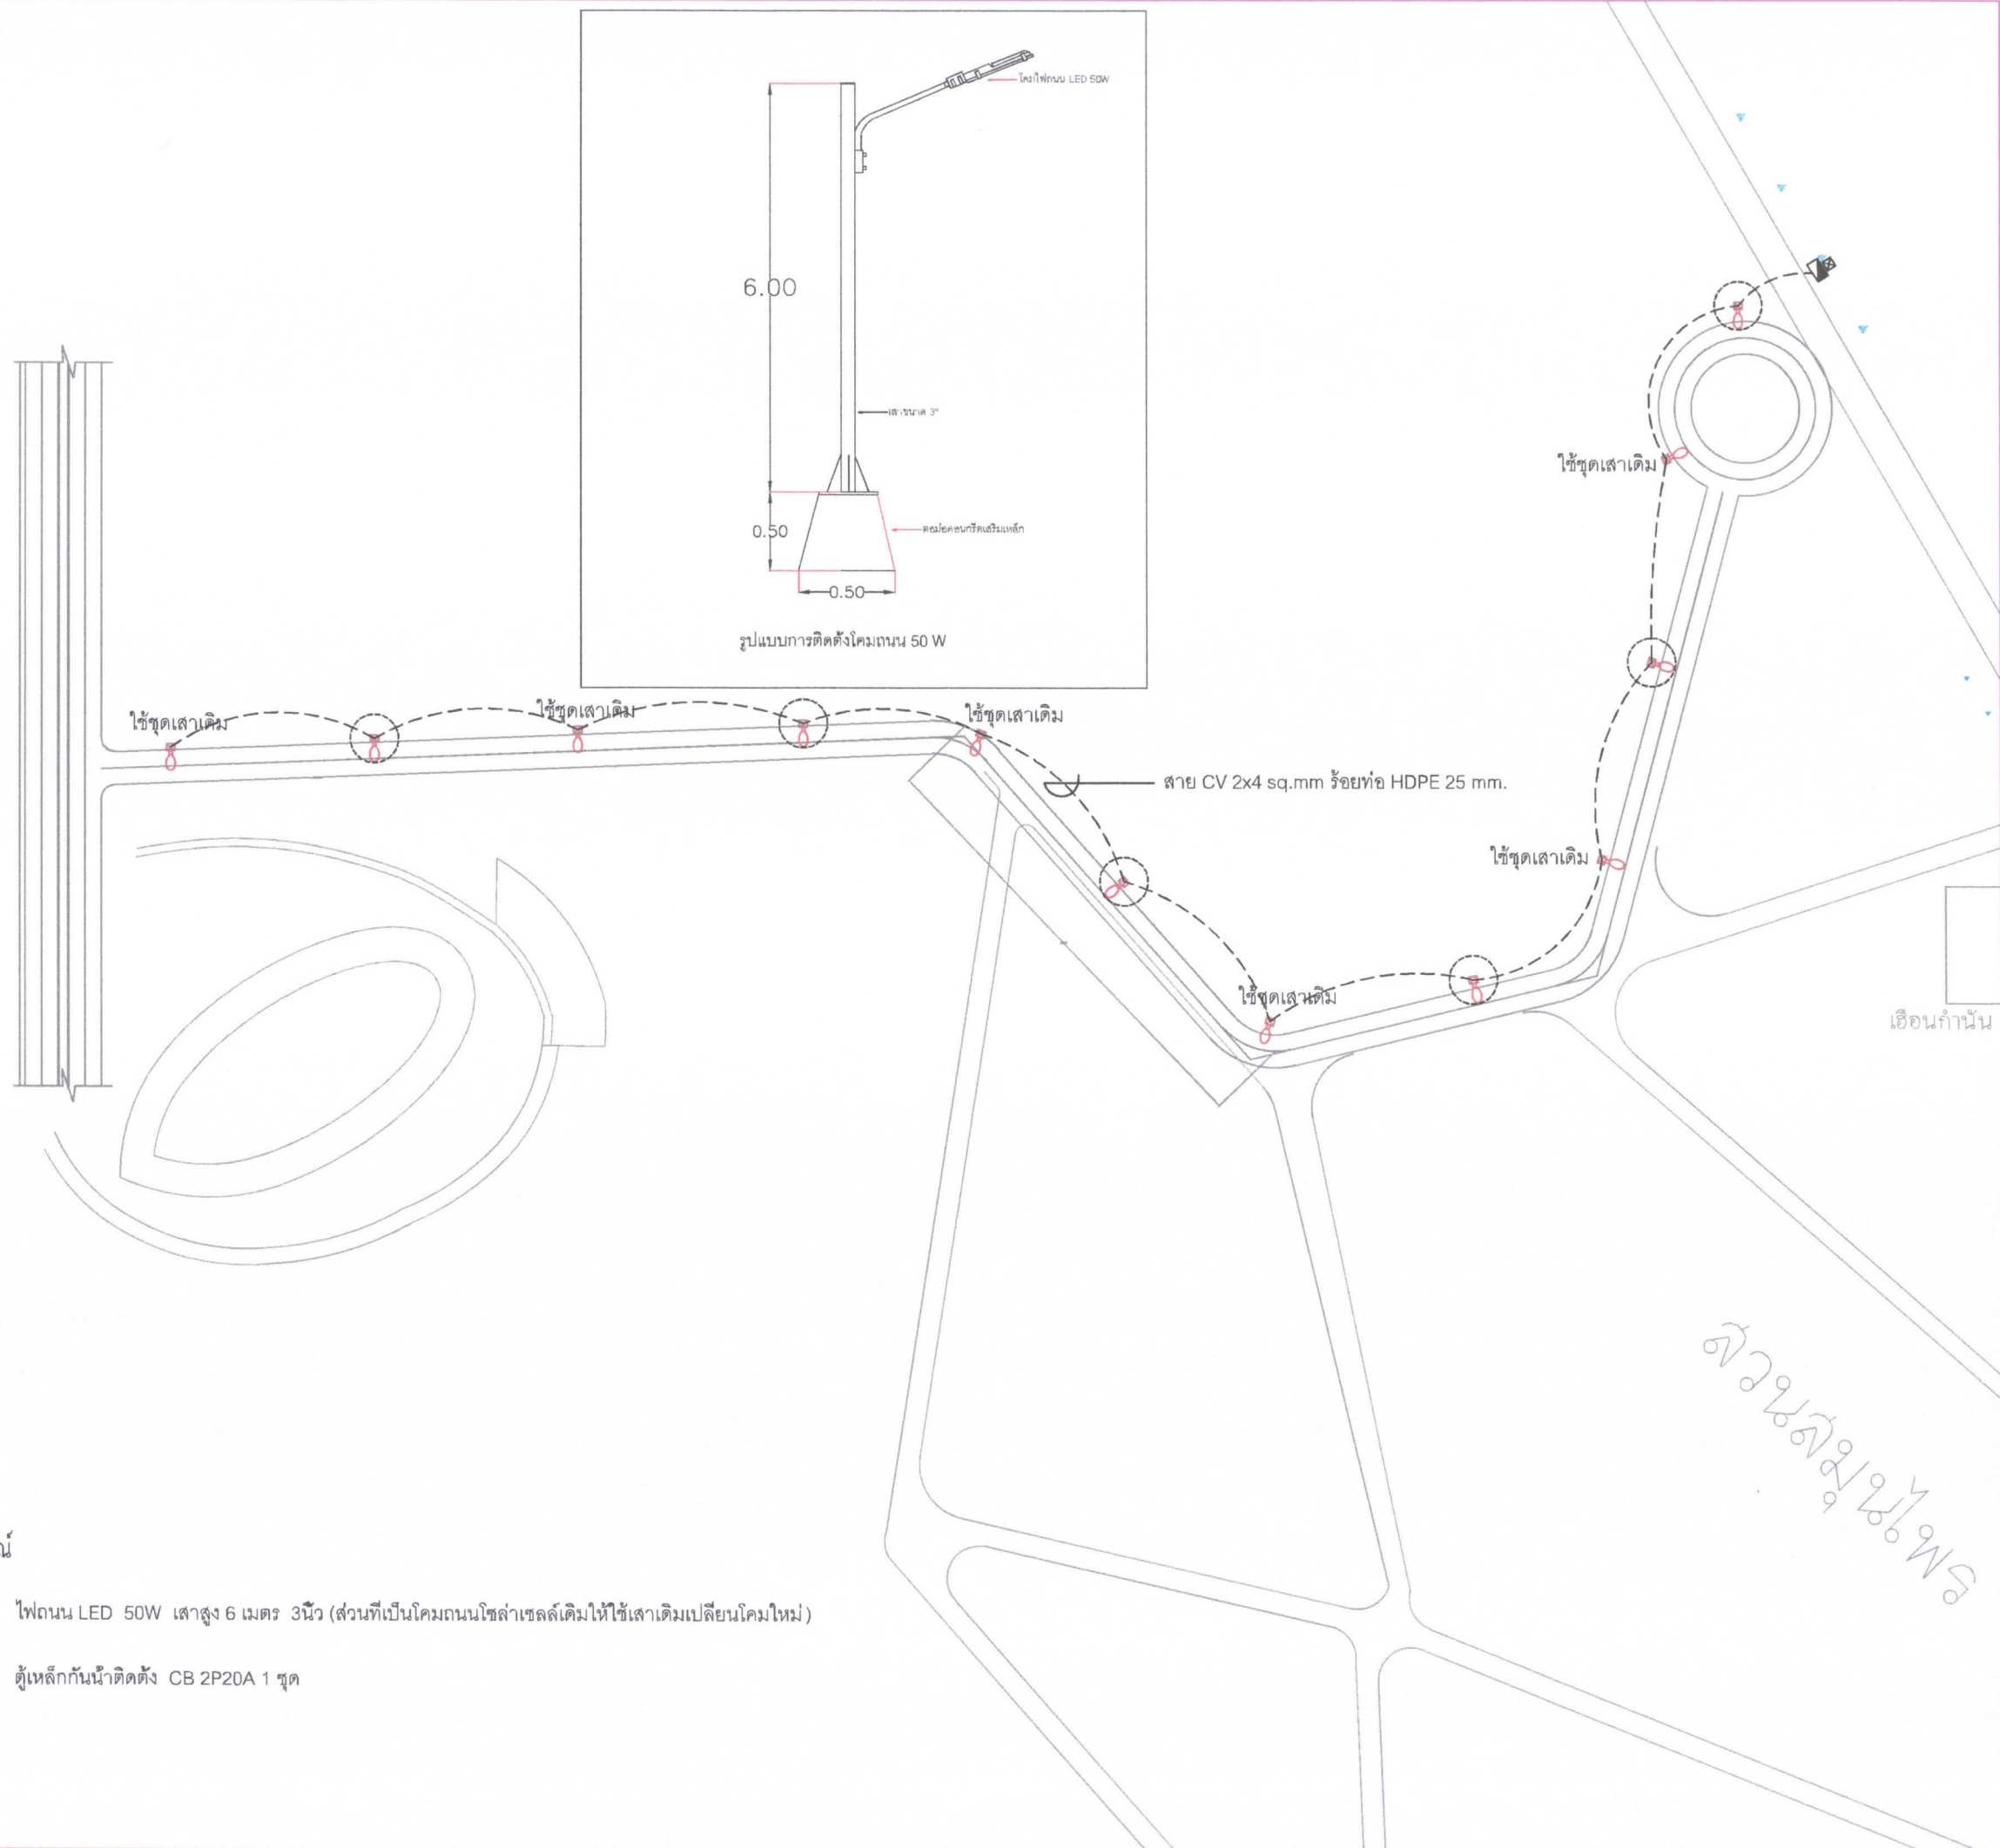 โคมไฟถนน LED 50W
6.00
เสาขนาด 3"
0.50
ตอม่อคอนกรีตเสริมเหล็ก
0.50
รูปแบบการติดตั้งโคมถนน 50 W
ใช้ชุดเสาเดิม
ใช้ชุดเสาเดิม
ใช้ชุดเสาเดิม
ใช้ชุดเสาเดิม
สาย CV 2x4 sq.mm ร้อยท่อ HDPE 25 mm.
ใช้ชุดเสาเดิม
ใช้ชุดเสาเดิม
เฮือนกำนัน
สวนสมุนไพร
ไฟถนน LED 50W เสาสูง 6 เมตร 3นิ้ว (ส่วนที่เป็นโคมถนนโซล่าเซลล์เดิมให้ใช้เสาเดิมเปลี่ยนโคมใหม่)
ตู้เหล็กกันน้ำติดตั้ง CB 2P20A 1 ชุด